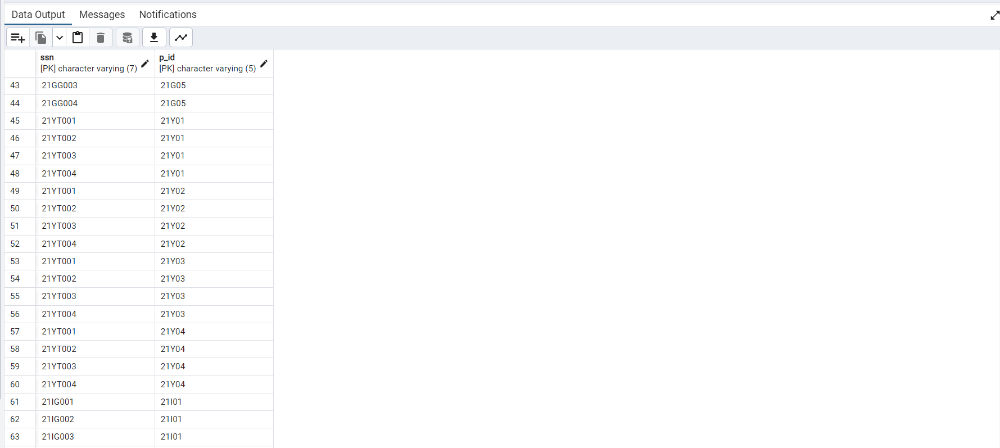 Data Output Messages Notifications
ssn p_id
[PK] character varying (7) [PK] character varying (5)
43 21GG003 21G05
44 21GG004 21G05
45 21YT001 21Y01
46 21YT002 21Y01
47 21YT003 21Y01
48 21YT004 21Y01
49 21YT001 21Y02
50 21YT002 21Y02
51 21YT003 21Y02
52 21YT004 21Y02
53 21YT001 21Y03
54 21YT002 21Y03
55 21YT003 21Y03
56 21YT004 21Y03
57 21YT001 21Y04
58 21YT002 21Y04
59 21YT003 21Y04
60 21YT004 21Y04
61 21IG001 21I01
62 21IG002 21I01
63 21IG003 21I01